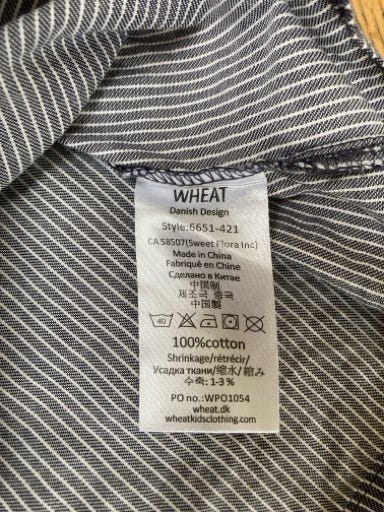 WHEAT
Danish Design
Style:6651-421
CA 58507(Sweet Flora Inc)
Made in China
Fabriqué en Chine
Сделано в Китае
中国制
제조국 중국
中国製
40
100%cotton
Shrinkage/rétrécir/
Усадка ткани/缩水/ 縮み
수축: 1-3 %
PO no.:WPO1054
wheat.dk
wheatkidsclothing.com